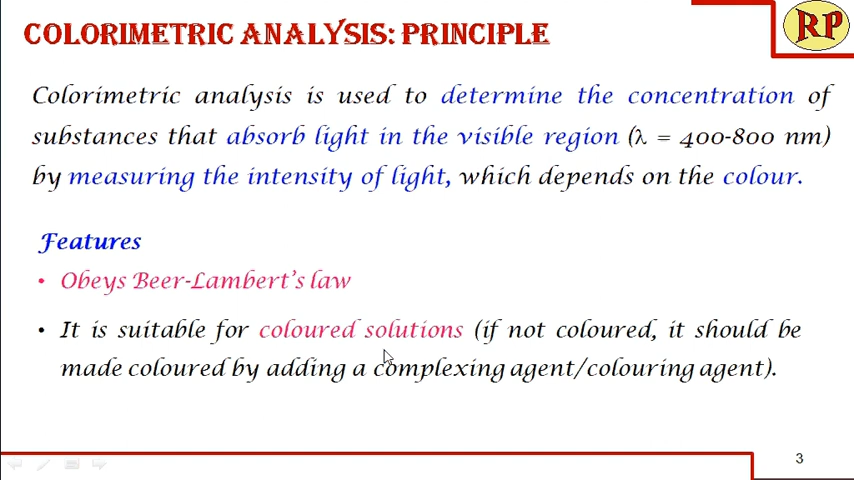 COLORIMETRIC ANALYSIS: PRINCIPLE
RP
Colorimetric analysis is used to determine the concentration of
substances that absorb light in the visible region (λ = 400-800 nm)
by measuring the intensity of light, which depends on the colour.
Features
• Obeys Beer-Lambert's law
• It is suitable for coloured solutions (if not coloured, it should be
made coloured by adding a complexing agent/colouring agent).
3